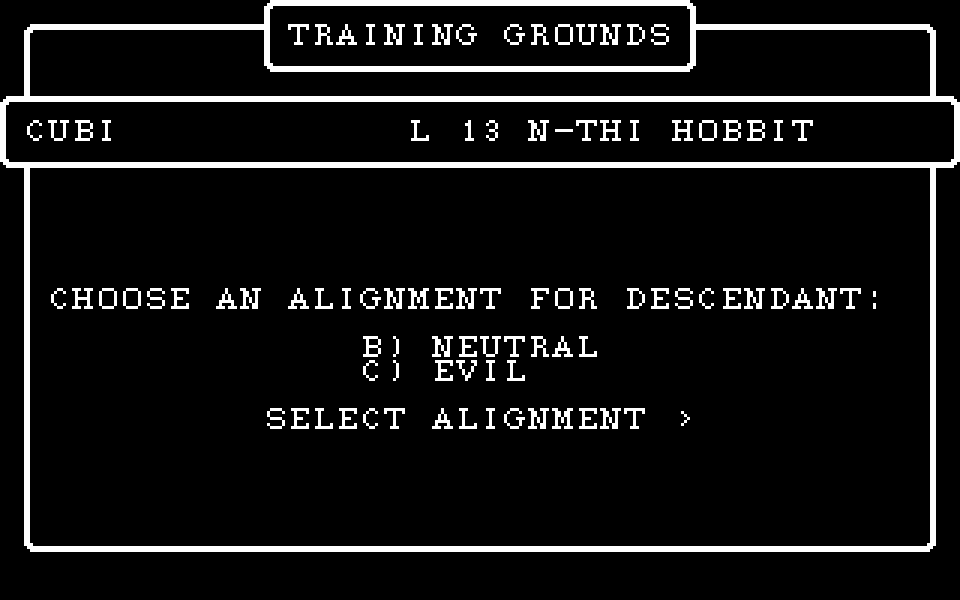 TRAINING GROUNDS
CUBI L 13 N-THI HOBBIT
CHOOSE AN ALIGNMENT FOR DESCENDANT:
B) NEUTRAL
C) EVIL
SELECT ALIGNMENT >